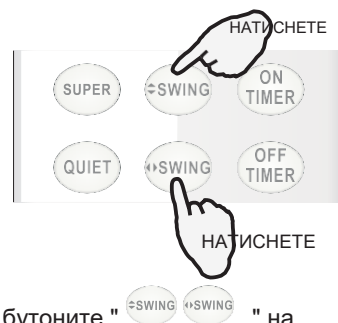 НАТИСНЕТЕ
SUPER ⬍SWING ON TIMER
QUIET ⬌SWING OFF TIMER
НАТИСНЕТЕ
бутоните " ⬍SWING ⬌SWING " на